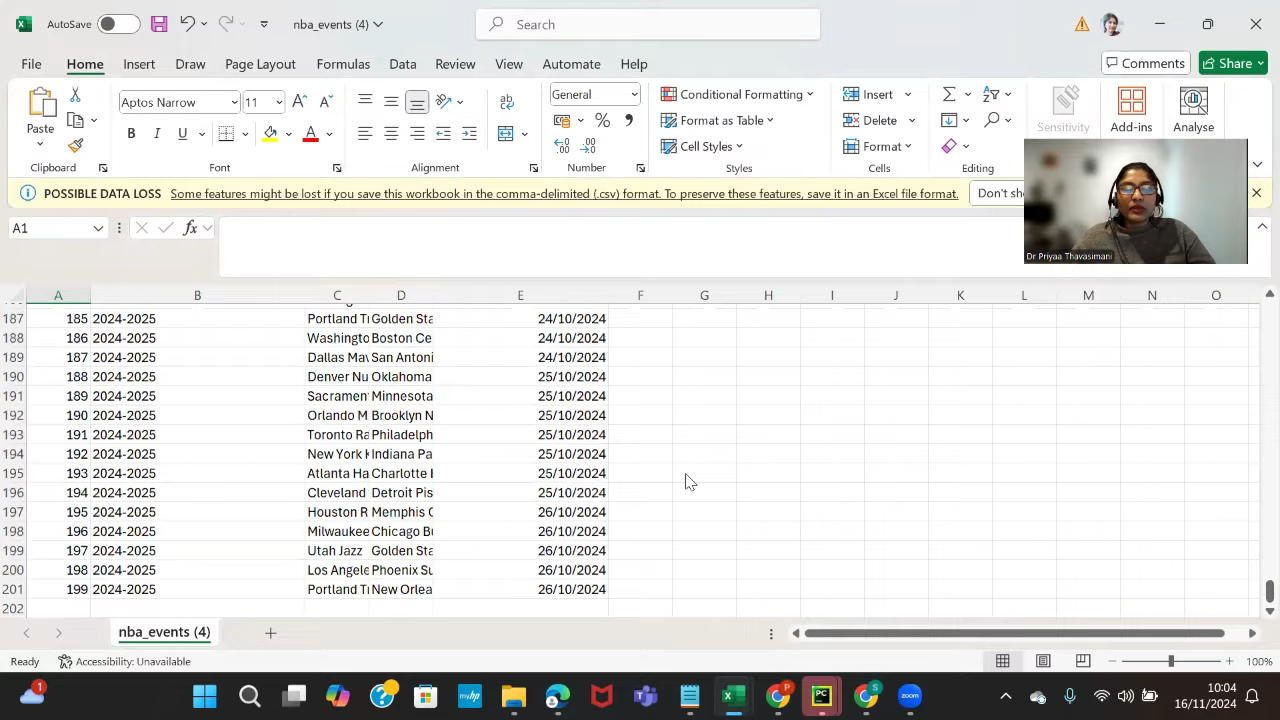 AutoSave
nba_events (4)
Search
File Home Insert Draw Page Layout Formulas Data Review View Automate Help
Comments
Share
Paste
Clipboard
Aptos Narrow 11
B I U
Font
Alignment
General
Number
Conditional Formatting
Format as Table
Cell Styles
Styles
Insert
Delete
Format
Cells
Editing
Sensitivity
Add-ins
Analyse
POSSIBLE DATA LOSS Some features might be lost if you save this workbook in the comma-delimited (.csv) format. To preserve these features, save it in an Excel file format. Don't sh
Dr Priyaa Thavasimani
A1 fx
A B C D E F G H I J K L M N O
187 185 2024-2025 Portland Tr Golden Sta 24/10/2024
188 186 2024-2025 Washingto Boston Ce 24/10/2024
189 187 2024-2025 Dallas Mav San Antoni 24/10/2024
190 188 2024-2025 Denver Nu Oklahoma 25/10/2024
191 189 2024-2025 Sacramen Minnesota 25/10/2024
192 190 2024-2025 Orlando M Brooklyn N 25/10/2024
193 191 2024-2025 Toronto Ra Philadelph 25/10/2024
194 192 2024-2025 New York K Indiana Pa 25/10/2024
195 193 2024-2025 Atlanta Ha Charlotte H 25/10/2024
196 194 2024-2025 Cleveland Detroit Pis 25/10/2024
197 195 2024-2025 Houston R Memphis G 26/10/2024
198 196 2024-2025 Milwaukee Chicago Bu 26/10/2024
199 197 2024-2025 Utah Jazz Golden Sta 26/10/2024
200 198 2024-2025 Los Angele Phoenix Su 26/10/2024
201 199 2024-2025 Portland Tr New Orlea 26/10/2024
202
nba_events (4)
Ready Accessibility: Unavailable 100%
10:04
16/11/2024